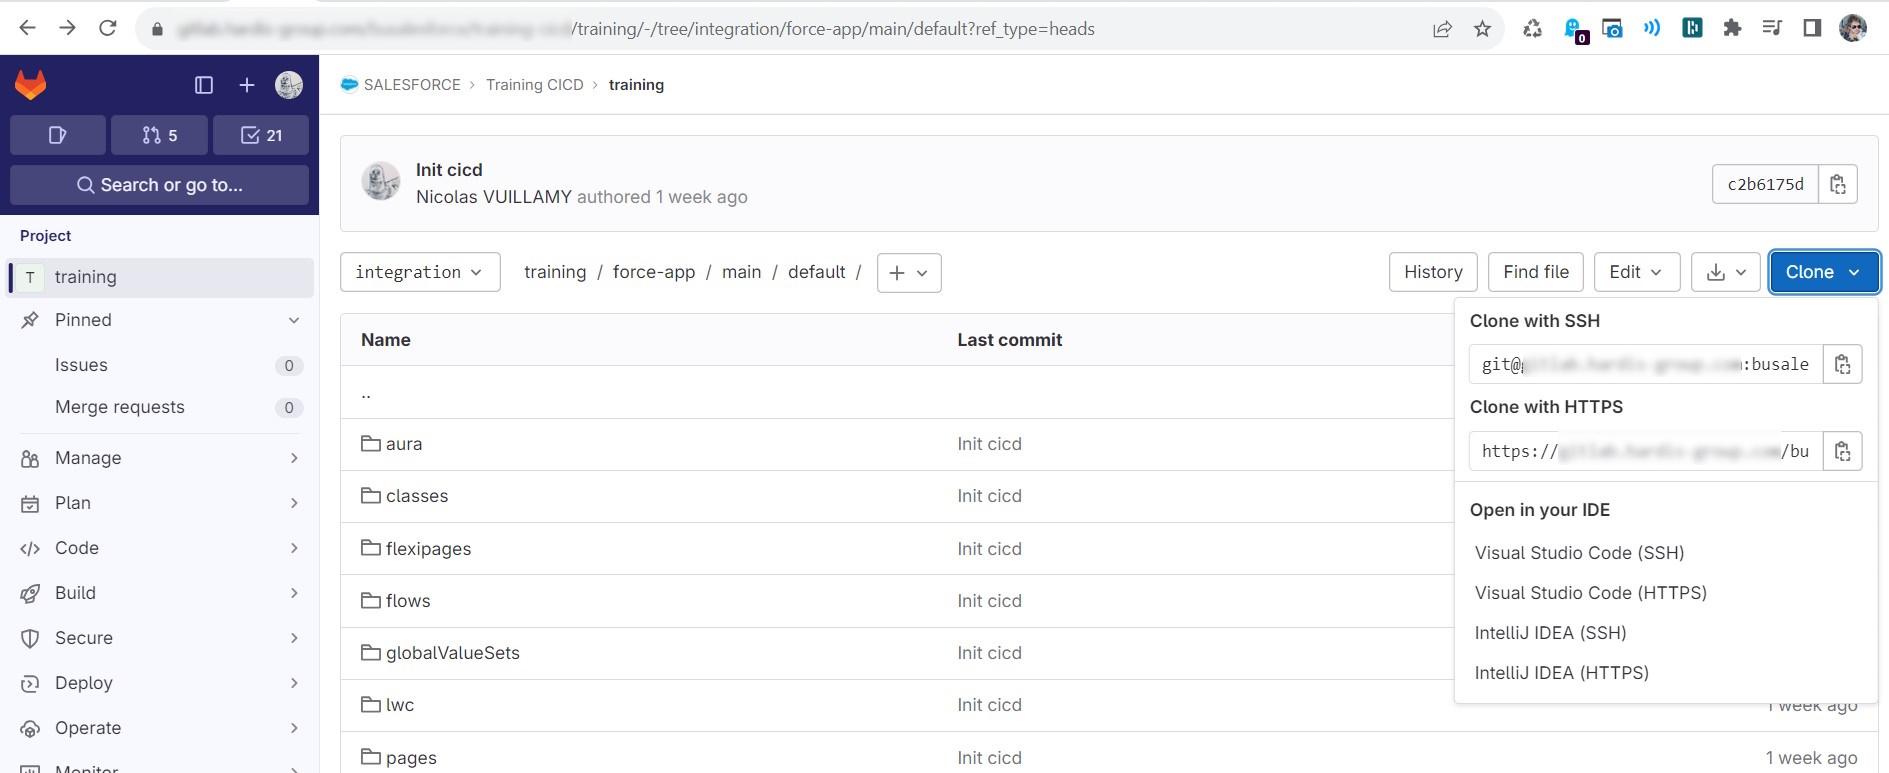 /training/-/tree/integration/force-app/main/default?ref_type=heads
0
5
21
Search or go to...
Project
T training
Pinned
Issues 0
Merge requests 0
Manage
Plan
Code
Build
Secure
Deploy
Operate
Monitor
SALESFORCE > Training CICD > training
Init cicd
Nicolas VUILLAMY authored 1 week ago
c2b6175d
integration
training / force-app / main / default /
History
Find file
Edit
Clone
Name Last commit
..
aura Init cicd
classes Init cicd
flexipages Init cicd
flows Init cicd
globalValueSets Init cicd
lwc Init cicd 1 week ago
pages Init cicd 1 week ago
Clone with SSH
git@ :busale
Clone with HTTPS
https:// /bu
Open in your IDE
Visual Studio Code (SSH)
Visual Studio Code (HTTPS)
IntelliJ IDEA (SSH)
IntelliJ IDEA (HTTPS)